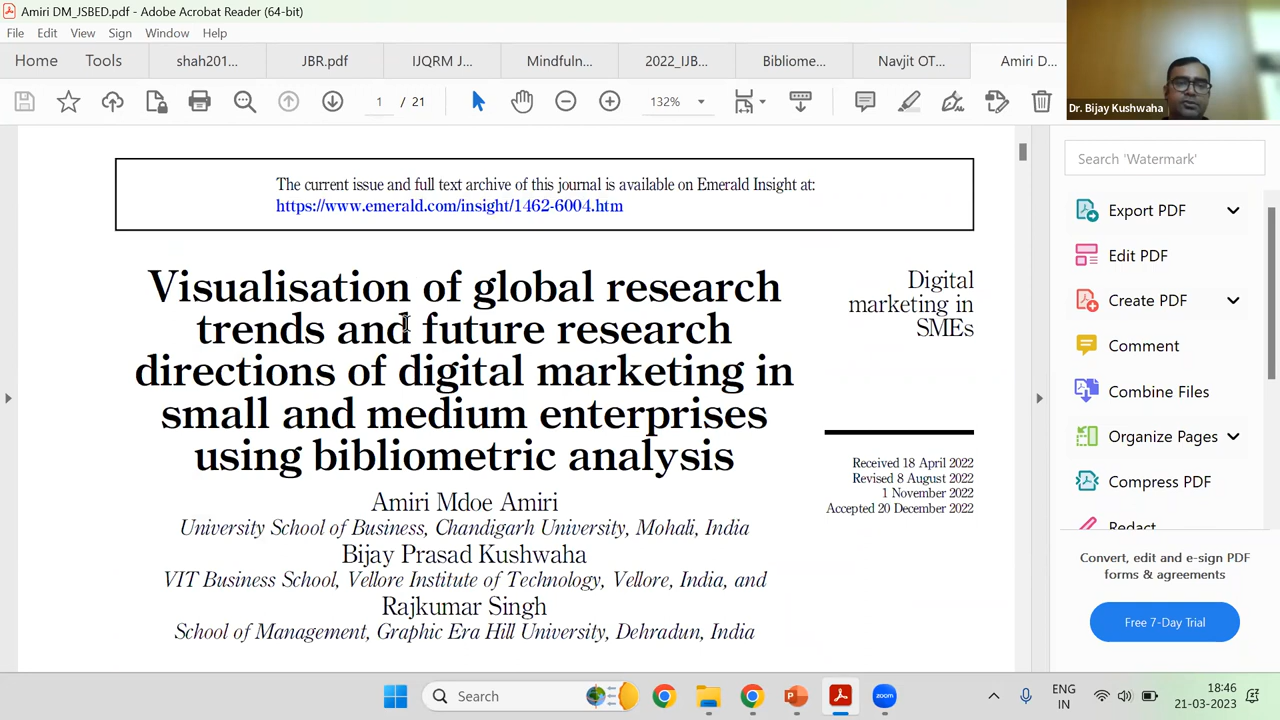 Amiri DM_JSBED.pdf - Adobe Acrobat Reader (64-bit)
File Edit View Sign Window Help
Home Tools shah201... JBR.pdf IJQRM J... Mindfuln... 2022_IJB... Bibliome... Navjit OT... Amiri D...
1 / 21 132%
Dr. Bijay Kushwaha
The current issue and full text archive of this journal is available on Emerald Insight at:
https://www.emerald.com/insight/1462-6004.htm
Visualisation of global research
trends and future research
directions of digital marketing in
small and medium enterprises
using bibliometric analysis
Amiri Mdoe Amiri
University School of Business, Chandigarh University, Mohali, India
Bijay Prasad Kushwaha
VIT Business School, Vellore Institute of Technology, Vellore, India, and
Rajkumar Singh
School of Management, Graphic Era Hill University, Dehradun, India
Digital
marketing in
SMEs
Received 18 April 2022
Revised 8 August 2022
1 November 2022
Accepted 20 December 2022
Search 'Watermark'
Export PDF
Edit PDF
Create PDF
Comment
Combine Files
Organize Pages
Compress PDF
Redact
Convert, edit and e-sign PDF
forms & agreements
Free 7-Day Trial
Search
zoom
ENG
IN
18:46
21-03-2023